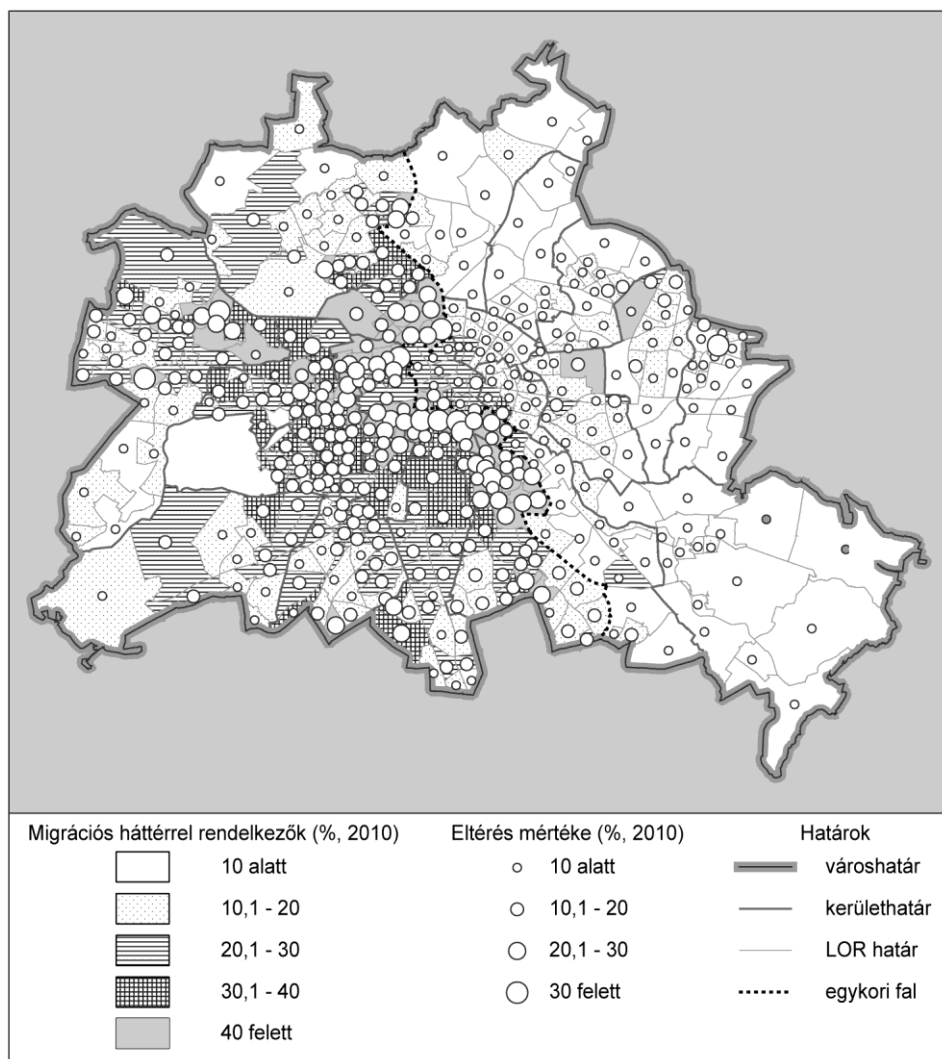 Migrációs háttérrel rendelkezők (%, 2010)
10 alatt
10,1 - 20
20,1 - 30
30,1 - 40
40 felett
Eltérés mértéke (%, 2010)
10 alatt
10,1 - 20
20,1 - 30
30 felett
Határok
városhatár
kerülethatár
LOR határ
egykori fal